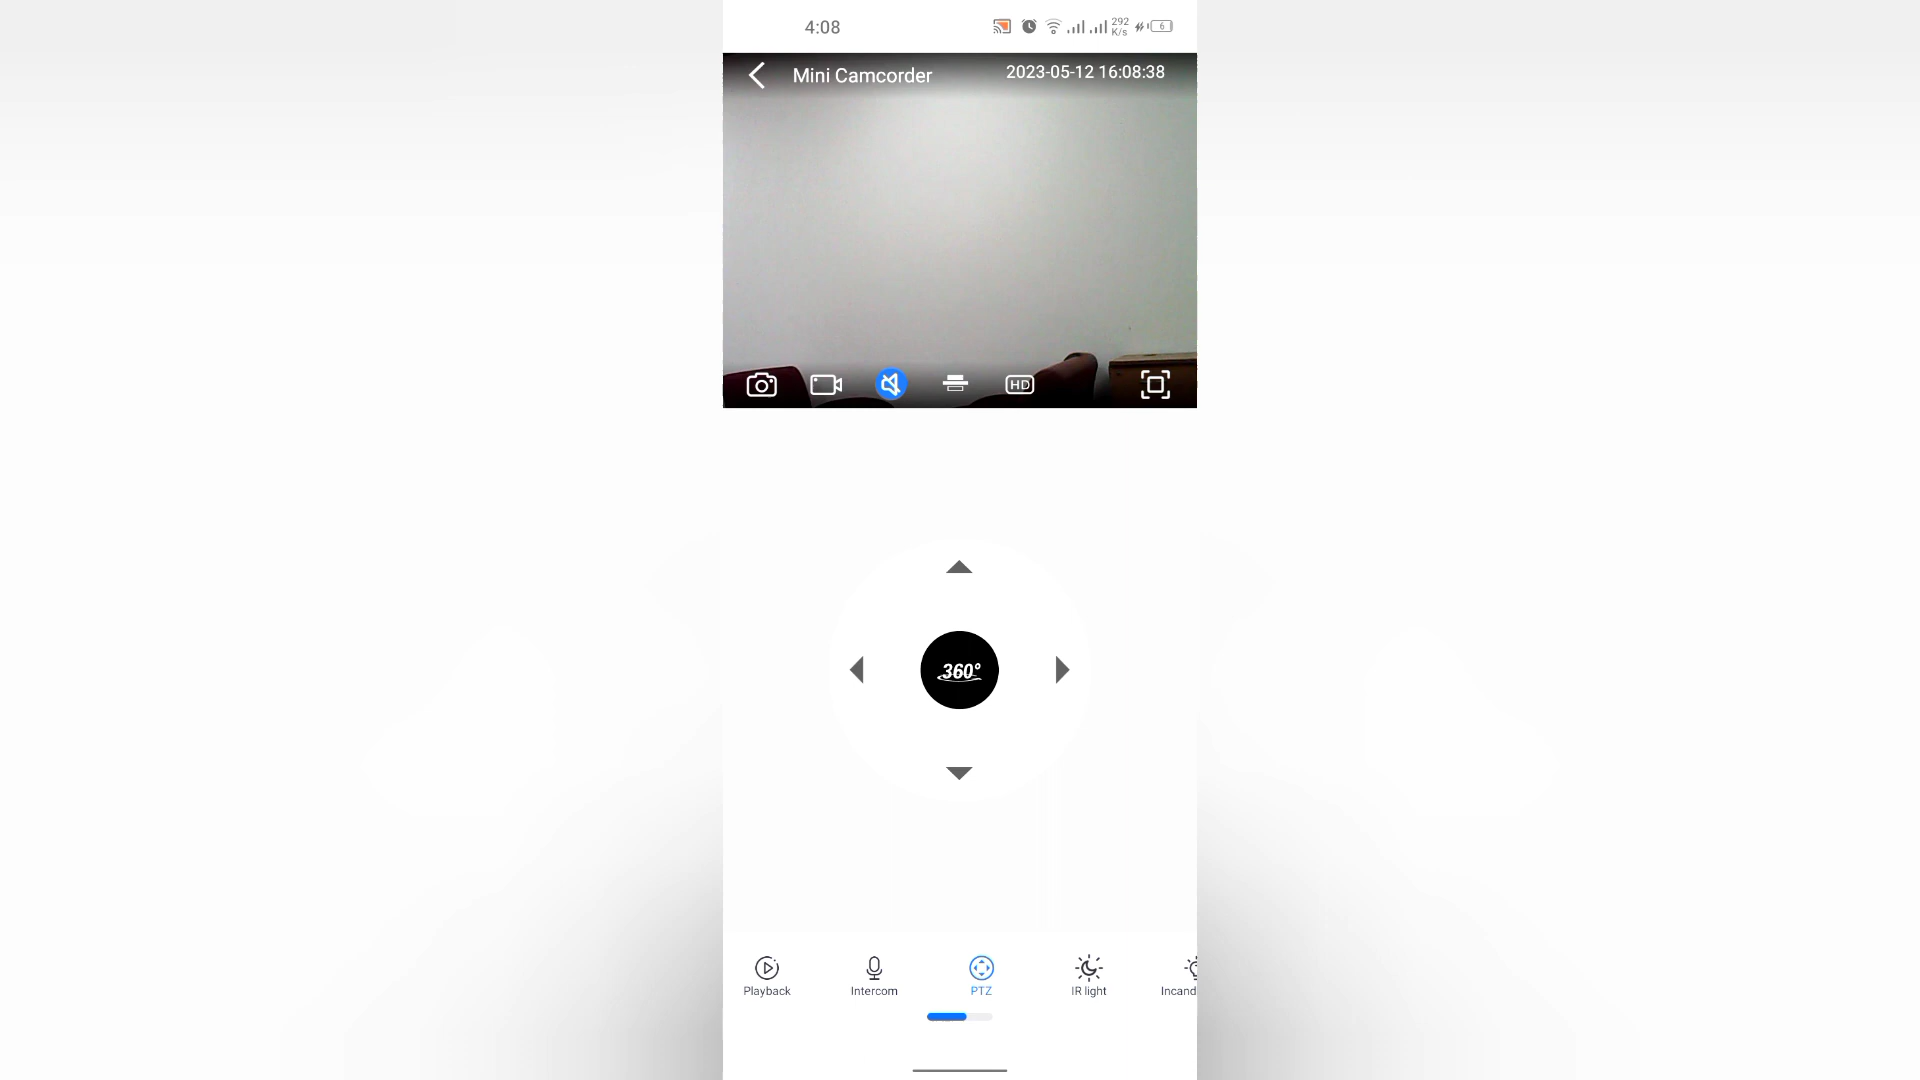 4:08
292
K/s
6
Mini Camcorder
2023-05-12 16:08:38
HD
360°
Playback
Intercom
PTZ
IR light
Incand